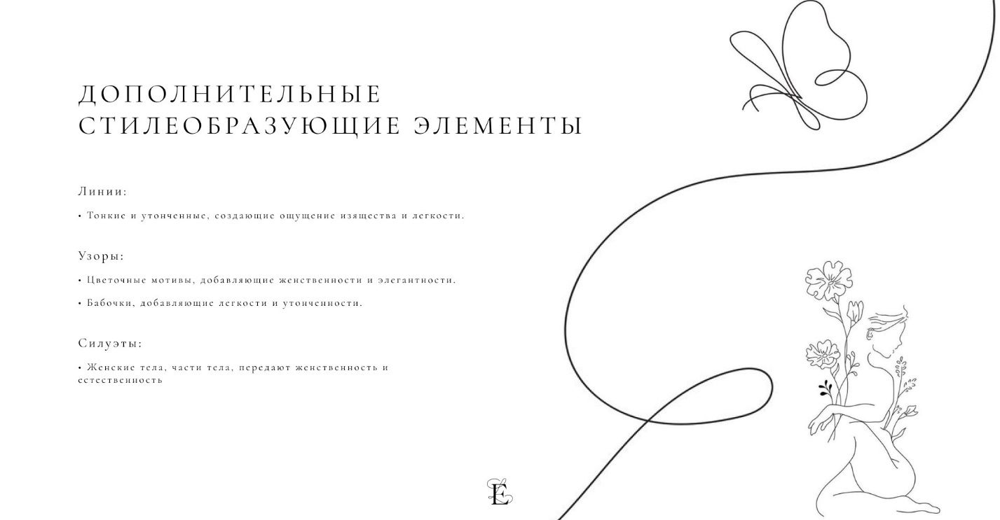 ДОПОЛНИТЕЛЬНЫЕ
СТИЛЕОБРАЗУЮЩИЕ ЭЛЕМЕНТЫ
Линии:
• Тонкие и утонченные, создающие ощущение изящества и легкости.
Узоры:
• Цветочные мотивы, добавляющие женственности и элегантности.
• Бабочки, добавляющие легкости и утонченности.
Силуэты:
• Женские тела, части тела, передают женственность и
естественность
E